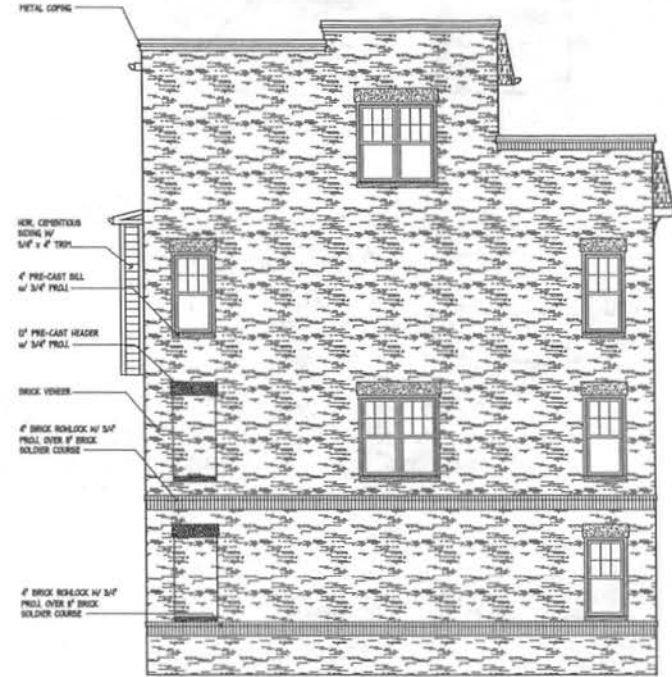 METAL COPING
HOR. CEMENTITIOUS
SIDING W/
5/4" x 4" TRIM
4" PRE-CAST SILL
w/ 3/4" PROJ.
12" PRE-CAST HEADER
w/ 3/4" PROJ.
BRICK VENEER
4" BRICK ROWLOCK W/ 3/4"
PROJ. OVER 8" BRICK
SOLDIER COURSE
4" BRICK ROWLOCK W/ 3/4"
PROJ. OVER 8" BRICK
SOLDIER COURSE